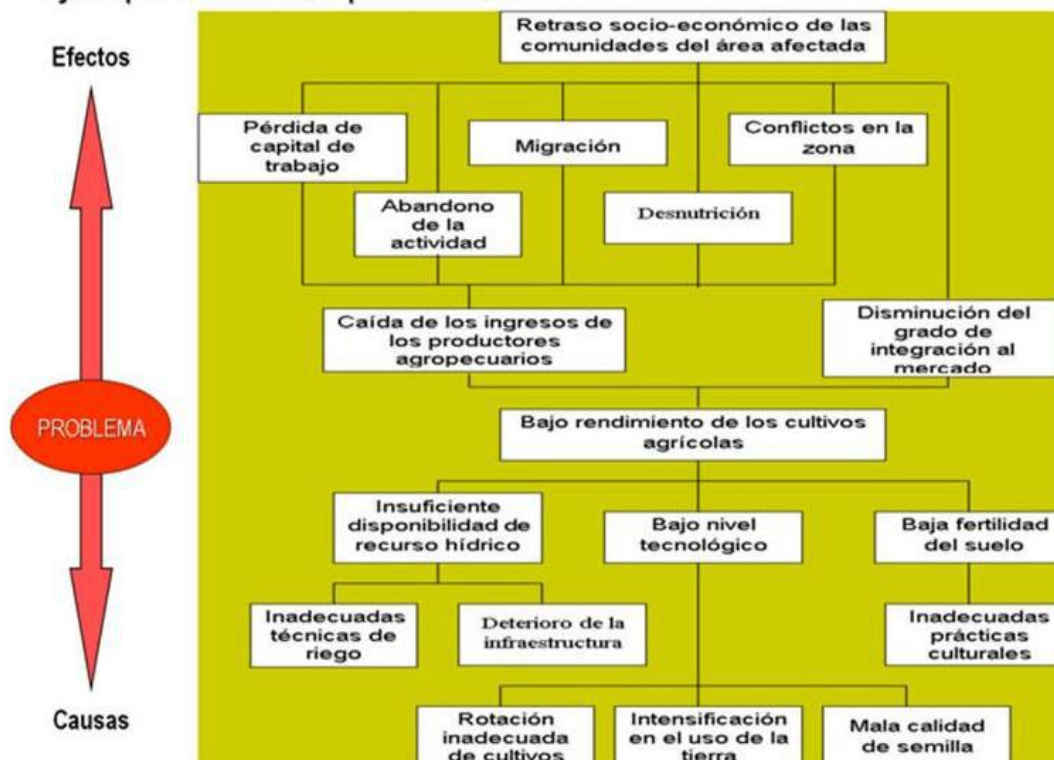 Efectos
Retraso socio-económico de las
comunidades del área afectada
Pérdida de
capital de
trabajo
Migración
Conflictos en la
zona
Abandono
de la
actividad
Desnutrición
Caída de los ingresos de
los productores
agropecuarios
Disminución del
grado de
integración al
mercado
PROBLEMA
Bajo rendimiento de los cultivos
agrícolas
Insuficiente
disponibilidad de
recurso hídrico
Bajo nivel
tecnológico
Baja fertilidad
del suelo
Inadecuadas
técnicas de
riego
Deterioro de la
infraestructura
Inadecuadas
prácticas
culturales
Causas
Rotación
inadecuada
de cultivos
Intensificación
en el uso de la
tierra
Mala calidad
de semilla